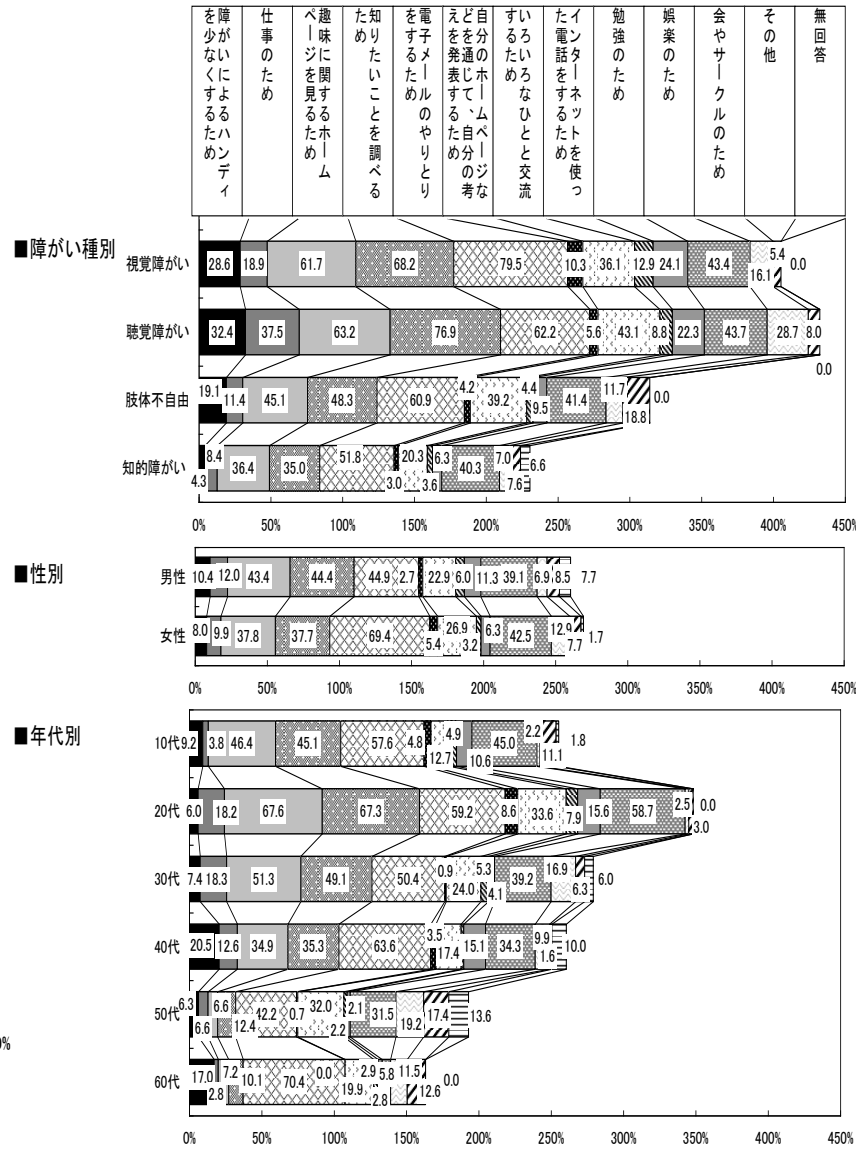 障がいによるハンディ
を少なくするため
仕事のため
趣味に関するホーム
ページを見るため
知りたいことを調べる
ため
電子メールのやりとり
をするため
自分のホームページな
どを通じて、自分の考
えを発表するため
いろいろなひとと交流
するため
インターネットを使っ
た電話をするため
勉強のため
娯楽のため
会やサークルのため
その他
無回答
■障がい種別
視覚障がい 28.6 18.9 61.7 68.2 79.5 10.3 36.1 12.9 24.1 43.4 5.4 16.1 0.0
聴覚障がい 32.4 37.5 63.2 76.9 62.2 5.6 43.1 8.8 22.3 43.7 28.7 8.0 0.0
肢体不自由 19.1 11.4 45.1 48.3 60.9 4.2 39.2 4.4 9.5 41.4 11.7 18.8 0.0
知的障がい 4.3 8.4 36.4 35.0 51.8 3.0 20.3 3.6 6.3 40.3 7.6 7.0 6.6
0% 50% 100% 150% 200% 250% 300% 350% 400% 450%
■性別
男性 10.4 12.0 43.4 44.4 44.9 2.7 22.9 6.0 11.3 39.1 6.9 8.5 7.7
女性 8.0 9.9 37.8 37.7 69.4 5.4 26.9 3.2 6.3 42.5 7.7 12.9 1.7
0% 50% 100% 150% 200% 250% 300% 350% 400% 450%
■年代別
10代 9.2 3.8 46.4 45.1 57.6 4.8 12.7 4.9 10.6 45.0 2.2 11.1 1.8
20代 6.0 18.2 67.6 67.3 59.2 8.6 33.6 7.9 15.6 58.7 2.5 3.0 0.0
30代 7.4 18.3 51.3 49.1 50.4 0.9 24.0 5.3 4.1 39.2 16.9 6.3 6.0
40代 20.5 12.6 34.9 35.3 63.6 3.5 17.4 15.1 34.3 1.6 9.9 10.0
50代 6.3 6.6 6.6 12.4 42.2 0.7 32.0 2.2 2.1 31.5 19.2 17.4 13.6
0%
60代 17.0 2.8 7.2 10.1 70.4 0.0 19.9 2.9 2.8 5.8 11.5 12.6 0.0
0% 50% 100% 150% 200% 250% 300% 350% 400% 450%